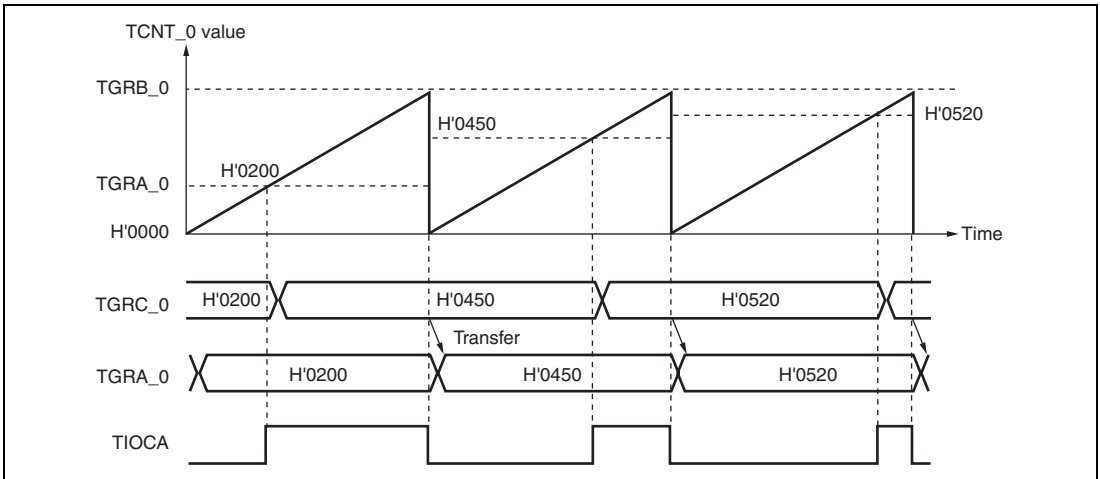 TCNT_0 value
TGRB_0
H'0520
H'0450
H'0200
TGRA_0
H'0000
Time
TGRC_0
H'0200
H'0450
H'0520
Transfer
TGRA_0
H'0200
H'0450
H'0520
TIOCA